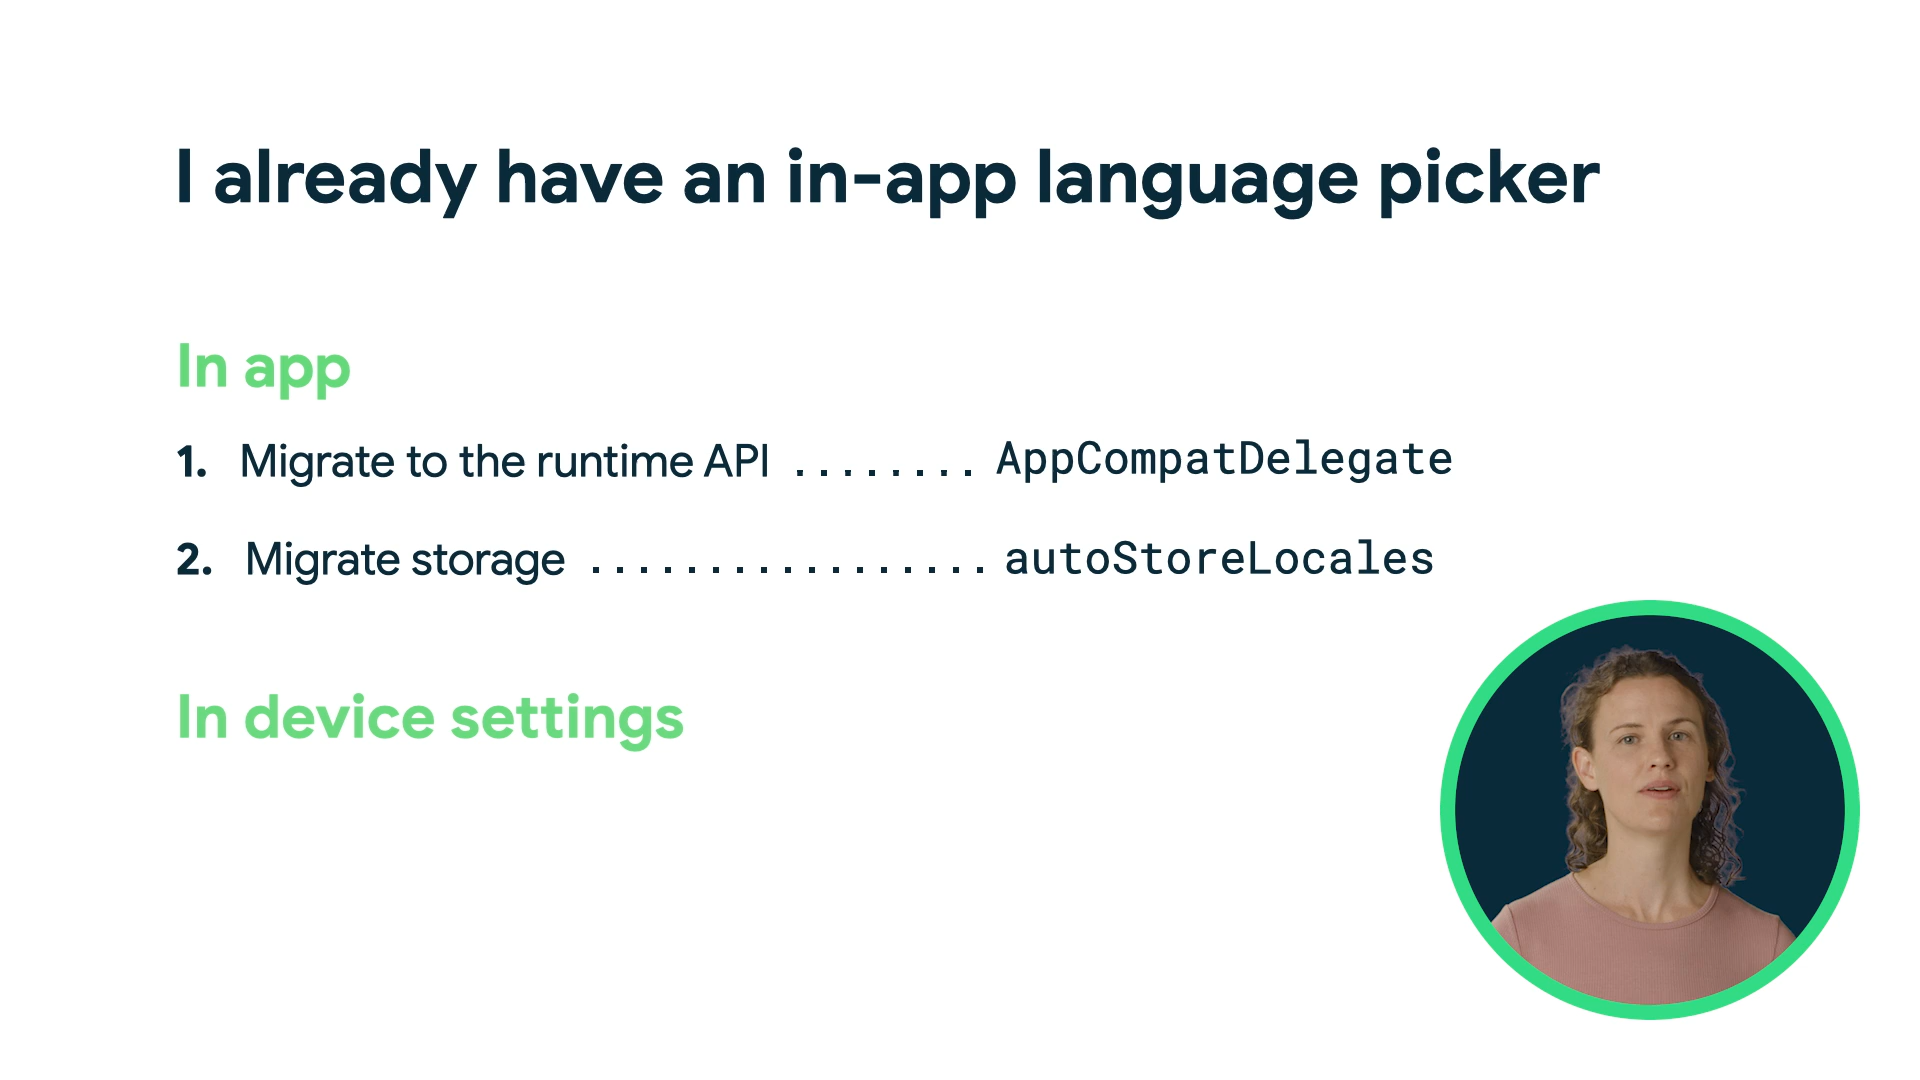 I already have an in-app language picker
In app
1. Migrate to the runtime API ........ AppCompatDelegate
2. Migrate storage ................. autoStoreLocales
In device settings